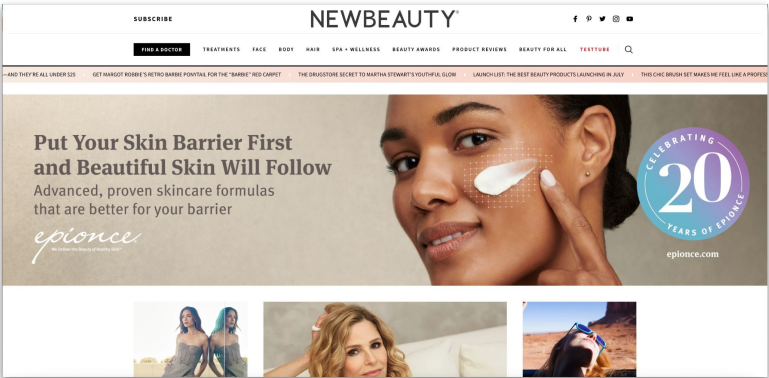 SUBSCRIBE
NEWBEAUTY®
FIND A DOCTOR TREATMENTS FACE BODY HAIR SPA + WELLNESS BEAUTY AWARDS PRODUCT REVIEWS BEAUTY FOR ALL TESTTUBE
—AND THEY'RE ALL UNDER $25 GET MARGOT ROBBIE'S RETRO BARBIE PONYTAIL FOR THE "BARBIE" RED CARPET THE DRUGSTORE SECRET TO MARTHA STEWART'S YOUTHFUL GLOW LAUNCH LIST: THE BEST BEAUTY PRODUCTS LAUNCHING IN JULY THIS CHIC BRUSH SET MAKES ME FEEL LIKE A PROFESS
Put Your Skin Barrier First
and Beautiful Skin Will Follow
Advanced, proven skincare formulas
that are better for your barrier
epionce
CELEBRATING
20
YEARS OF EPIONCE
epionce.com